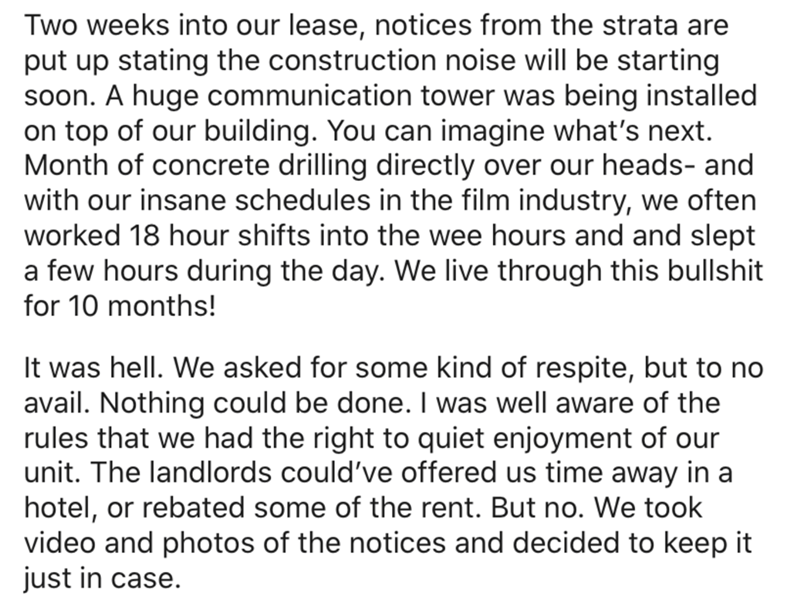 Two weeks into our lease, notices from the strata are
put up stating the construction noise will be starting
soon. A huge communication tower was being installed
on top of our building. You can imagine what’s next.
Month of concrete drilling directly over our heads- and
with our insane schedules in the film industry, we often
worked 18 hour shifts into the wee hours and and slept
a few hours during the day. We live through this bullshit
for 10 months!
It was hell. We asked for some kind of respite, but to no
avail. Nothing could be done. I was well aware of the
rules that we had the right to quiet enjoyment of our
unit. The landlords could’ve offered us time away in a
hotel, or rebated some of the rent. But no. We took
video and photos of the notices and decided to keep it
just in case.